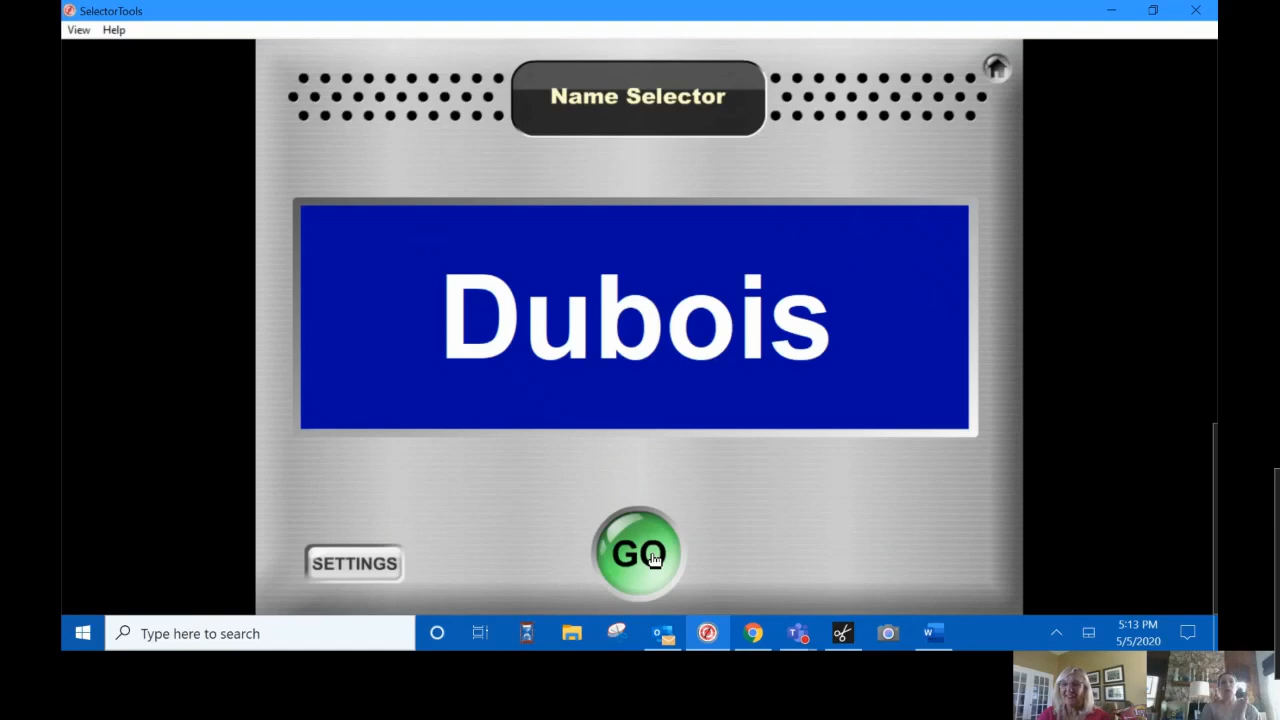 SelectorTools
View Help
Name Selector
Dubois
GO
SETTINGS
Type here to search
5:13 PM
5/5/2020